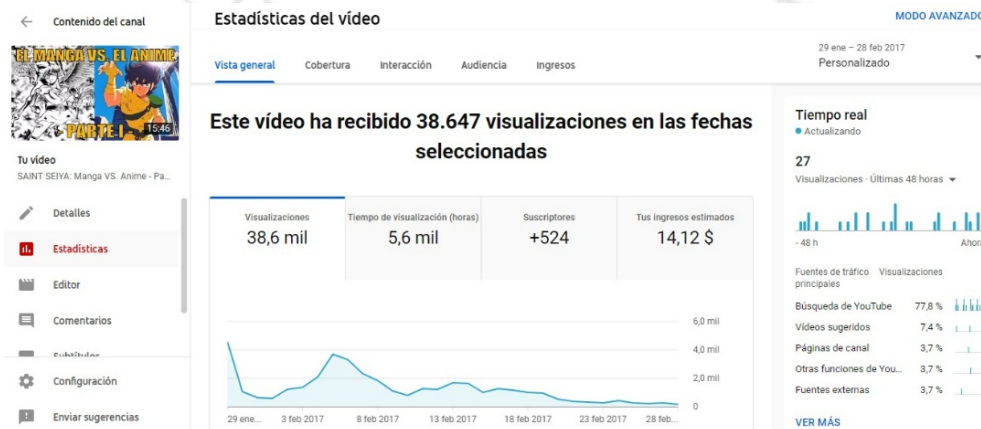 Contenido del canal
EL MANGA VS. EL ANIME
- PARTE I -
15:46
Tu vídeo
SAINT SEIYA: Manga VS. Anime - Pa...
Detalles
Estadísticas
Editor
Comentarios
Subtítulos
Configuración
Enviar sugerencias
Estadísticas del vídeo
MODO AVANZADO
Vista general
Cobertura
Interacción
Audiencia
Ingresos
29 ene – 28 feb 2017
Personalizado
Este vídeo ha recibido 38.647 visualizaciones en las fechas
seleccionadas
Visualizaciones
38,6 mil
Tiempo de visualización (horas)
5,6 mil
Suscriptores
+524
Tus ingresos estimados
14,12 $
6,0 mil
4,0 mil
2,0 mil
0
29 ene...
3 feb 2017
8 feb 2017
13 feb 2017
18 feb 2017
23 feb 2017
28 feb...
Tiempo real
Actualizando
27
Visualizaciones · Últimas 48 horas
- 48 h
Ahora
Fuentes de tráfico Visualizaciones
principales
Búsqueda de YouTube 77,8 %
Vídeos sugeridos 7,4 %
Páginas de canal 3,7 %
Otras funciones de You... 3,7 %
Fuentes externas 3,7 %
VER MÁS